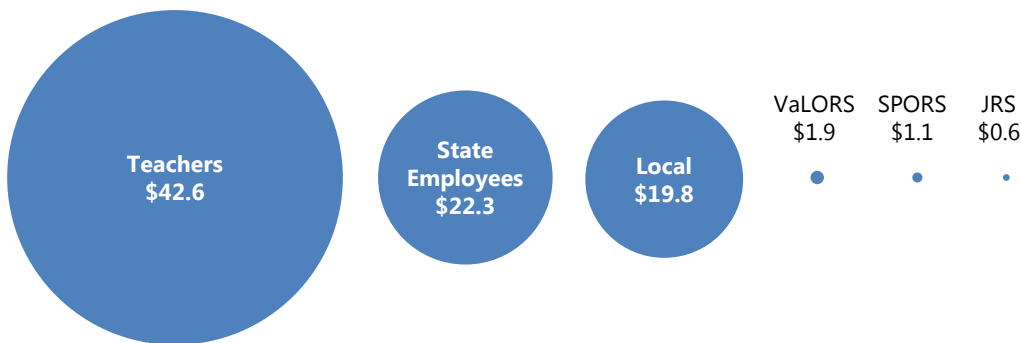 Teachers
$42.6
State
Employees
$22.3
Local
$19.8
VaLORS
$1.9
SPORS
$1.1
JRS
$0.6